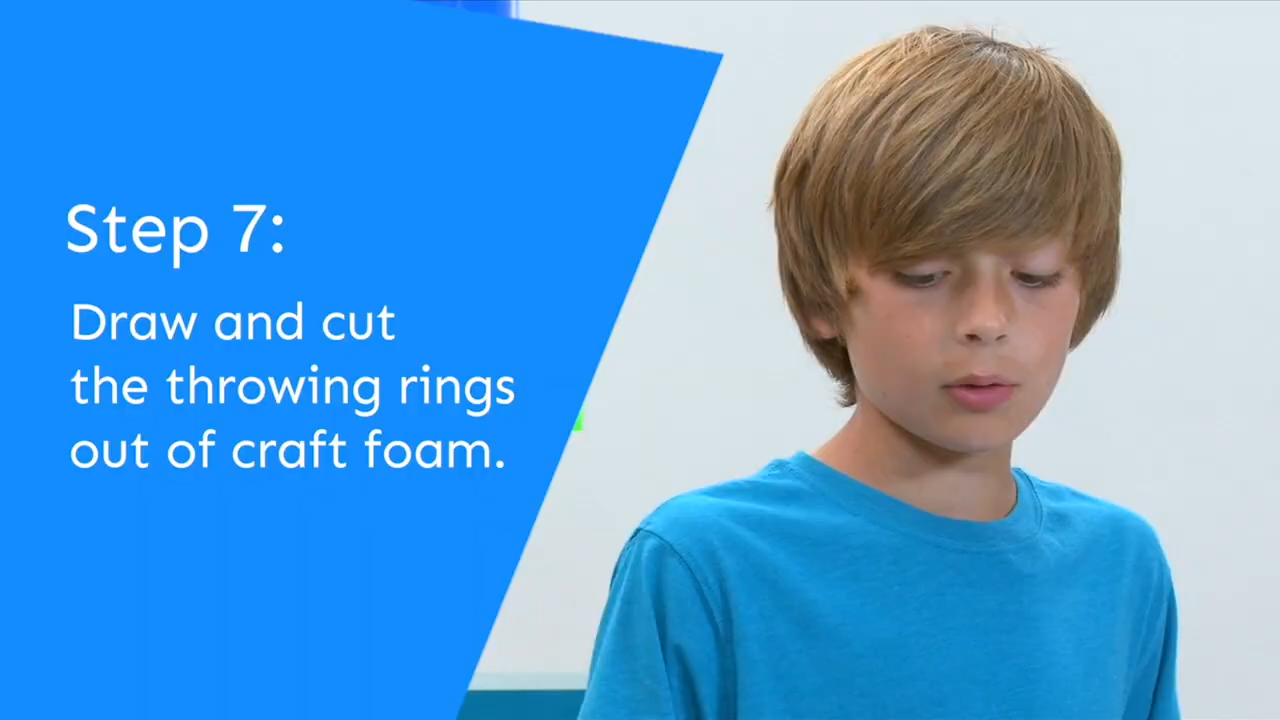 Step 7:
Draw and cut
the throwing rings
out of craft foam.